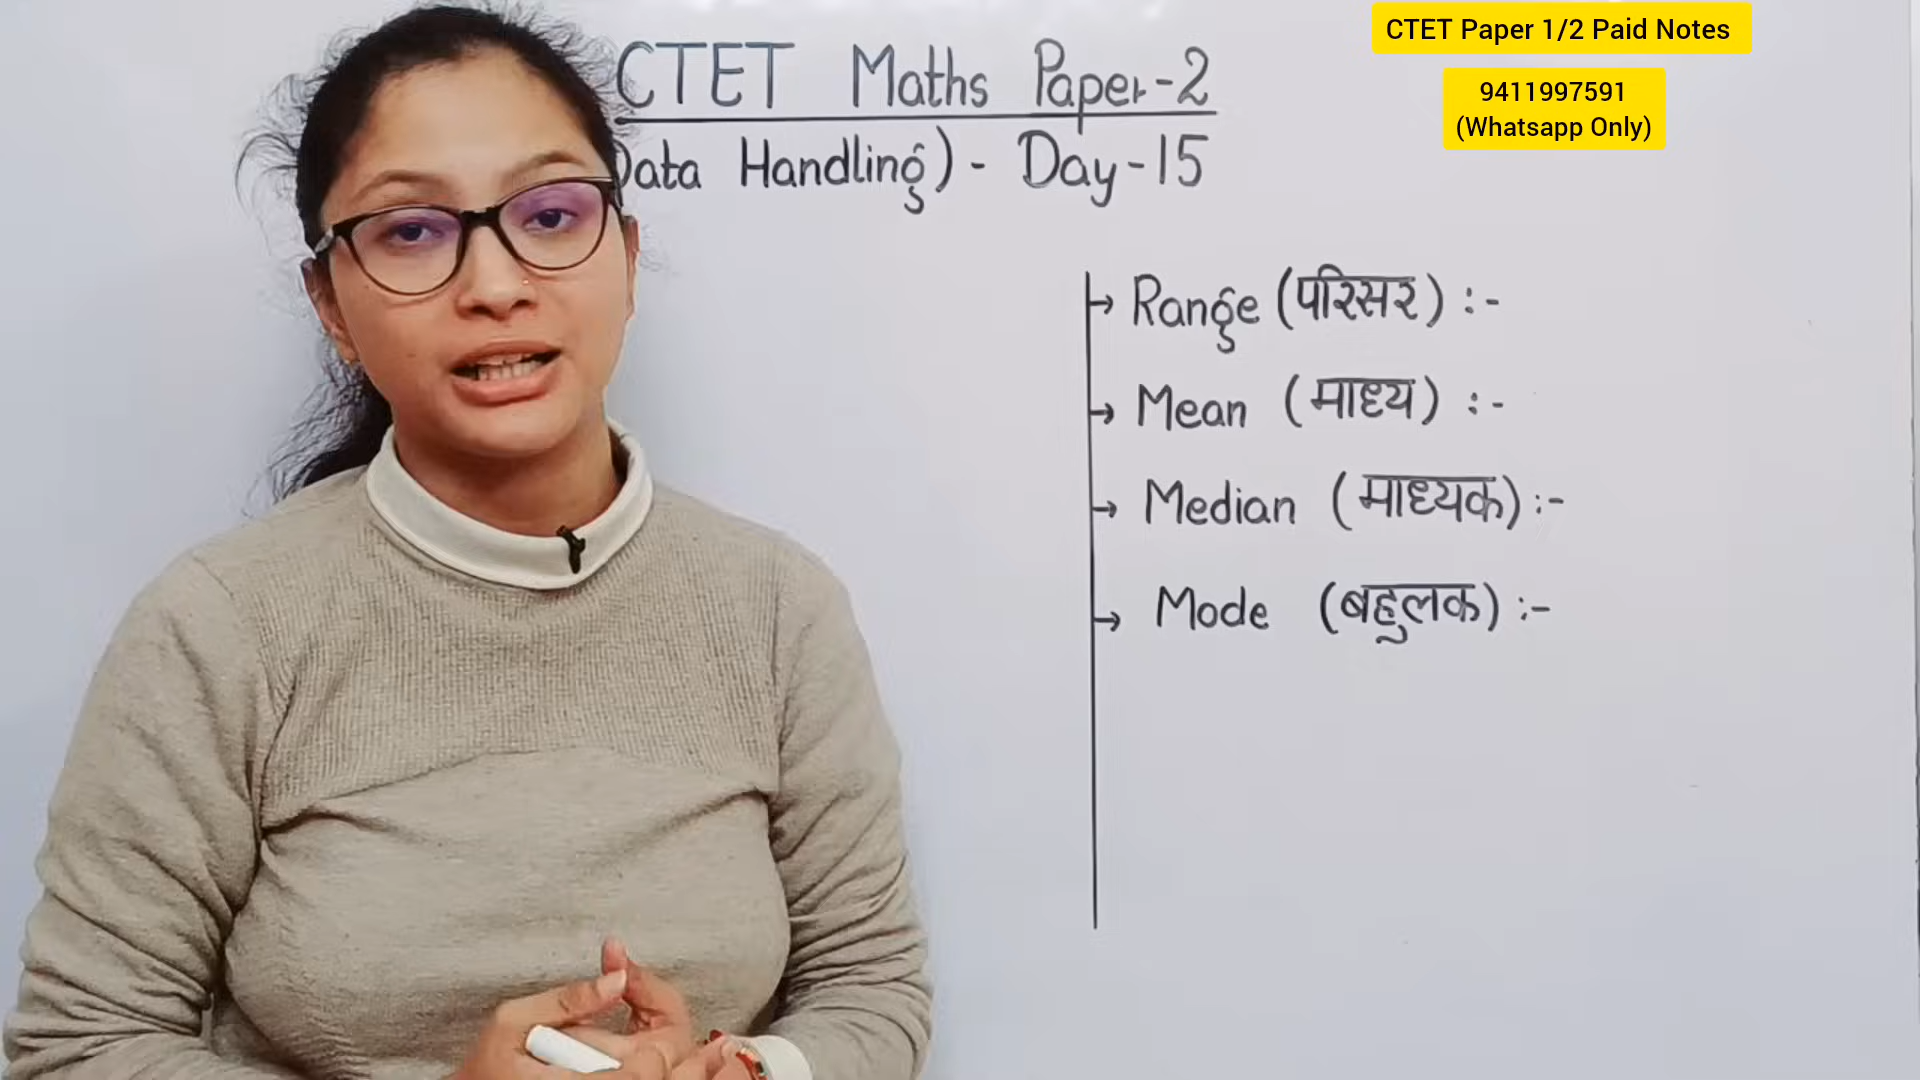 CTET Paper 1/2 Paid Notes
9411997591
(Whatsapp Only)
CTET Maths Paper-2
Data Handling) - Day-15
→ Range (परिसर) :-
→ Mean (माध्य) :-
→ Median (माध्यक) :-
→ Mode (बहुलक) :-